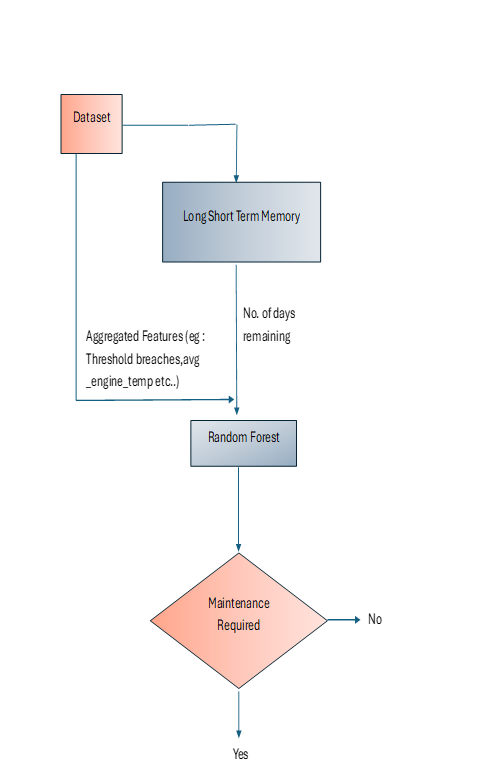 Dataset
Long Short Term Memory
No. of days
remaining
Aggregated Features (eg :
Threshold breaches,avg
_engine_temp etc..)
Random Forest
Maintenance
Required
No
Yes